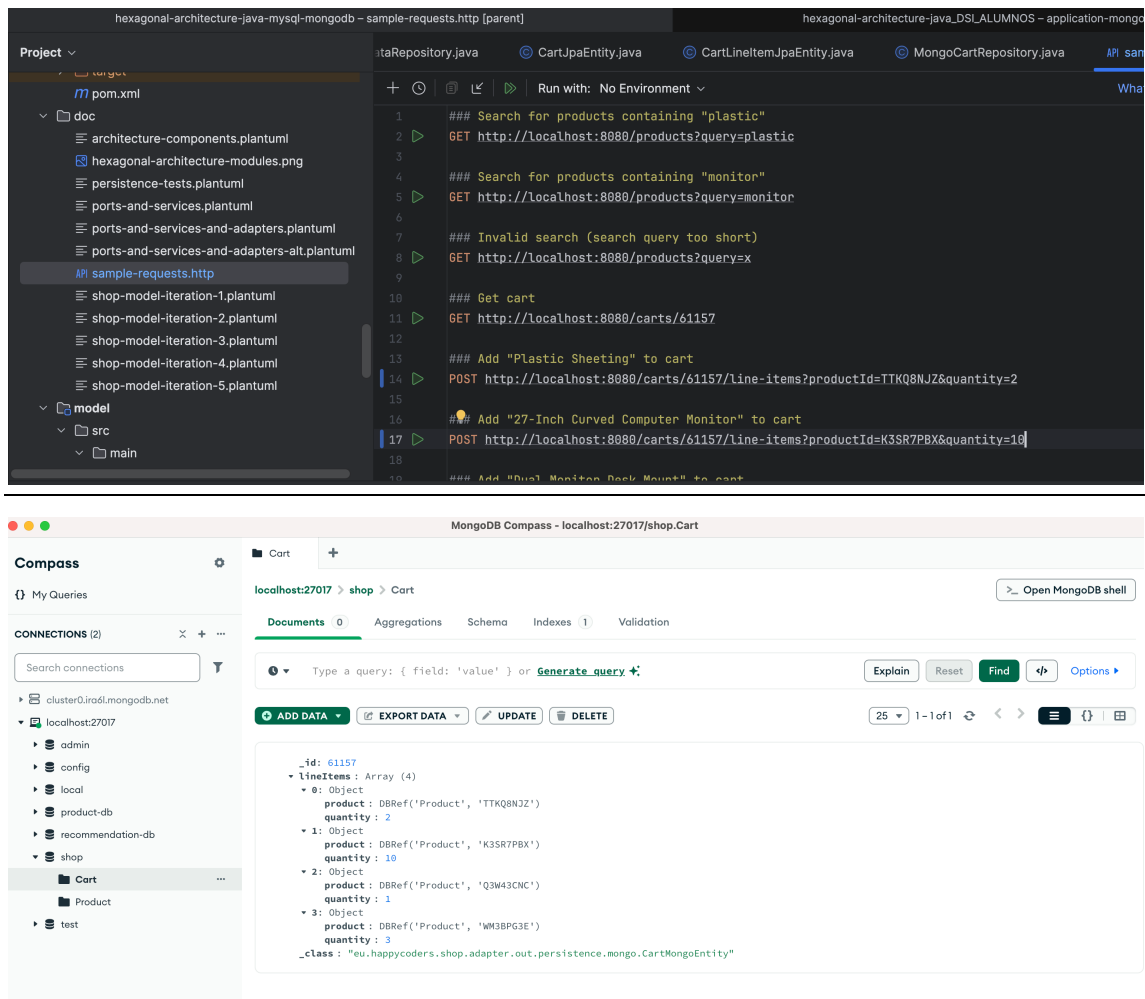 hexagonal-architecture-java-mysql-mongodb – sample-requests.http [parent]
hexagonal-architecture-java_DSI_ALUMNOS – application-mongo
Project
ataRepository.java
CartJpaEntity.java
CartLineItemJpaEntity.java
MongoCartRepository.java
API sam
target
pom.xml
doc
architecture-components.plantuml
hexagonal-architecture-modules.png
persistence-tests.plantuml
ports-and-services.plantuml
ports-and-services-and-adapters.plantuml
ports-and-services-and-adapters-alt.plantuml
API sample-requests.http
shop-model-iteration-1.plantuml
shop-model-iteration-2.plantuml
shop-model-iteration-3.plantuml
shop-model-iteration-4.plantuml
shop-model-iteration-5.plantuml
model
src
main
Run with: No Environment
Wha
1 ### Search for products containing "plastic"
2 GET http://localhost:8080/products?query=plastic
3
4 ### Search for products containing "monitor"
5 GET http://localhost:8080/products?query=monitor
6
7 ### Invalid search (search query too short)
8 GET http://localhost:8080/products?query=x
9
10 ### Get cart
11 GET http://localhost:8080/carts/61157
12
13 ### Add "Plastic Sheeting" to cart
14 POST http://localhost:8080/carts/61157/line-items?productId=TTKQ8NJZ&quantity=2
15
16 ### Add "27-Inch Curved Computer Monitor" to cart
17 POST http://localhost:8080/carts/61157/line-items?productId=K3SR7PBX&quantity=10
18
19 ### Add "Dual Monitor Desk Mount" to cart
MongoDB Compass - localhost:27017/shop.Cart
Compass
{} My Queries
CONNECTIONS (2)
Search connections
cluster0.ira6l.mongodb.net
localhost:27017
admin
config
local
product-db
recommendation-db
shop
Cart
Product
test
Cart
localhost:27017 > shop > Cart
>_ Open MongoDB shell
Documents 0 Aggregations Schema Indexes 1 Validation
Type a query: { field: 'value' } or Generate query
Explain Reset Find </> Options
ADD DATA EXPORT DATA UPDATE DELETE
25 1 – 1 of 1
_id: 61157
lineItems : Array (4)
0: Object
product : DBRef('Product', 'TTKQ8NJZ')
quantity : 2
1: Object
product : DBRef('Product', 'K3SR7PBX')
quantity : 10
2: Object
product : DBRef('Product', 'Q3W43CNC')
quantity : 1
3: Object
product : DBRef('Product', 'WM3BPG3E')
quantity : 3
_class : "eu.happycoders.shop.adapter.out.persistence.mongo.CartMongoEntity"